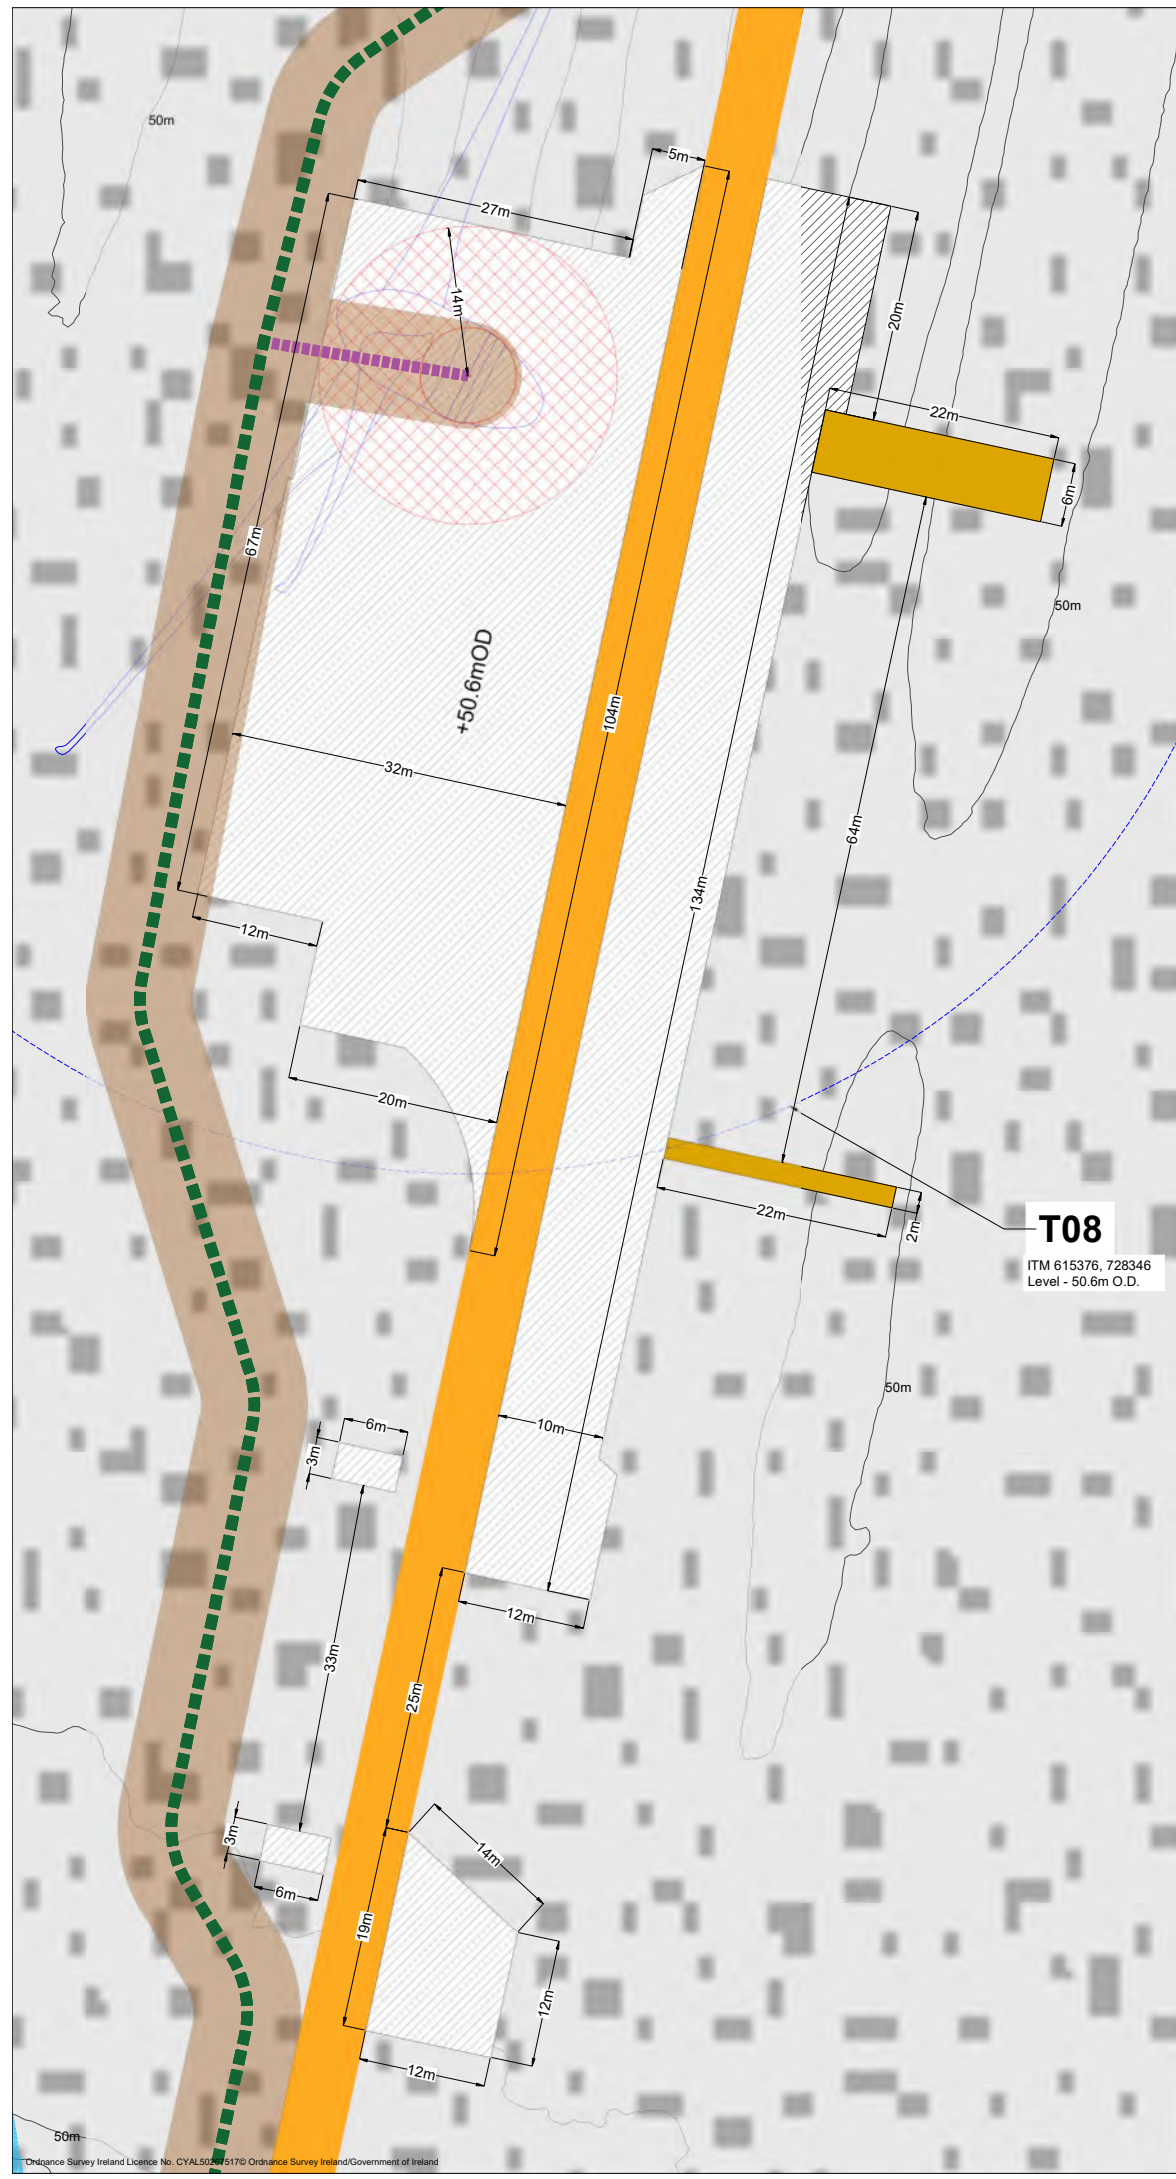 50m
5m
27m
14m
20m
22m
6m
67m
50m
+50.6mOD
104m
32m
64m
134m
12m
20m
22m
2m
T08
ITM 615376, 728346
Level - 50.6m O.D.
50m
10m
6m
3m
12m
33m
25m
3m
6m
14m
19m
12m
12m
50m
Ordnance Survey Ireland Licence No. CYAL50267517© Ordnance Survey Ireland/Government of Ireland